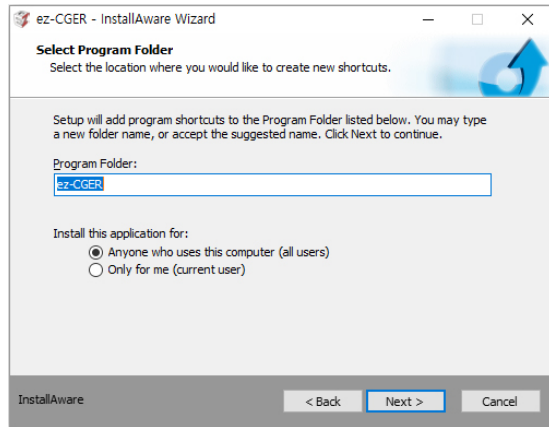 ez-CGER - InstallAware Wizard
Select Program Folder
Select the location where you would like to create new shortcuts.
Setup will add program shortcuts to the Program Folder listed below. You may type
a new folder name, or accept the suggested name. Click Next to continue.
Program Folder:
ez-CGER
Install this application for:
Anyone who uses this computer (all users)
Only for me (current user)
InstallAware
< Back
Next >
Cancel